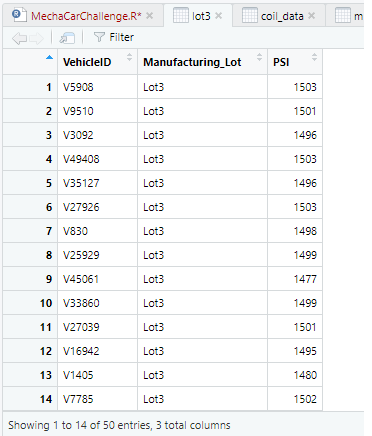 MechaCarChallenge.R* lot3 coil_data m
Filter
VehicleID Manufacturing_Lot PSI
1 V5908 Lot3 1503
2 V9510 Lot3 1501
3 V3092 Lot3 1496
4 V49408 Lot3 1503
5 V35127 Lot3 1496
6 V27926 Lot3 1503
7 V830 Lot3 1498
8 V25929 Lot3 1499
9 V45061 Lot3 1477
10 V33860 Lot3 1499
11 V27039 Lot3 1501
12 V16942 Lot3 1495
13 V1405 Lot3 1480
14 V7785 Lot3 1502
Showing 1 to 14 of 50 entries, 3 total columns